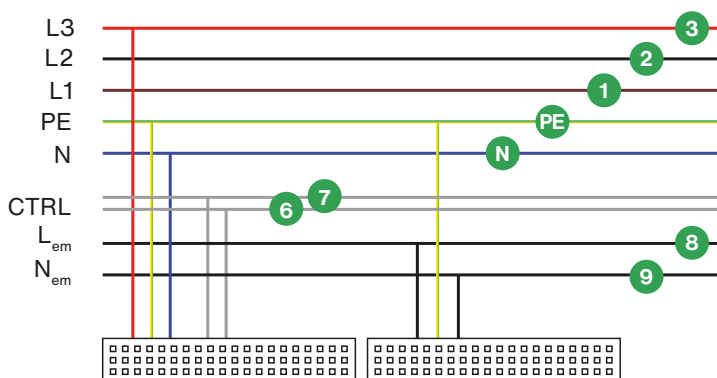 L3 3
L2 2
L1 1
PE PE
N N
7
CTRL 6
Lem 8
Nem 9